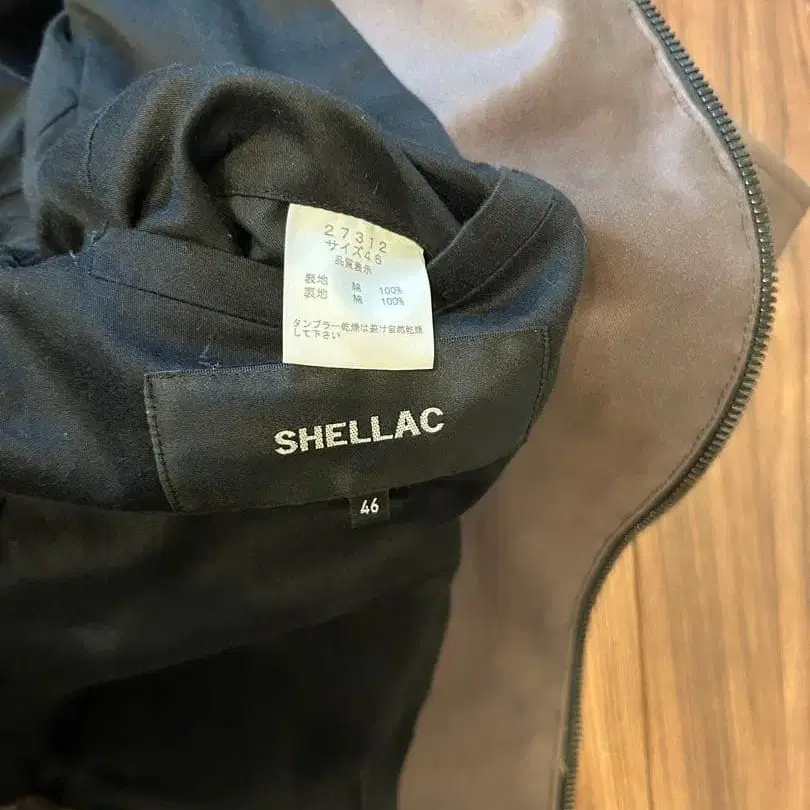 27312
サイズ46
品質表示
表地 綿 100%
裏地 綿 100%
タンブラー乾燥は避け自然乾燥
して下さい
SHELLAC
46